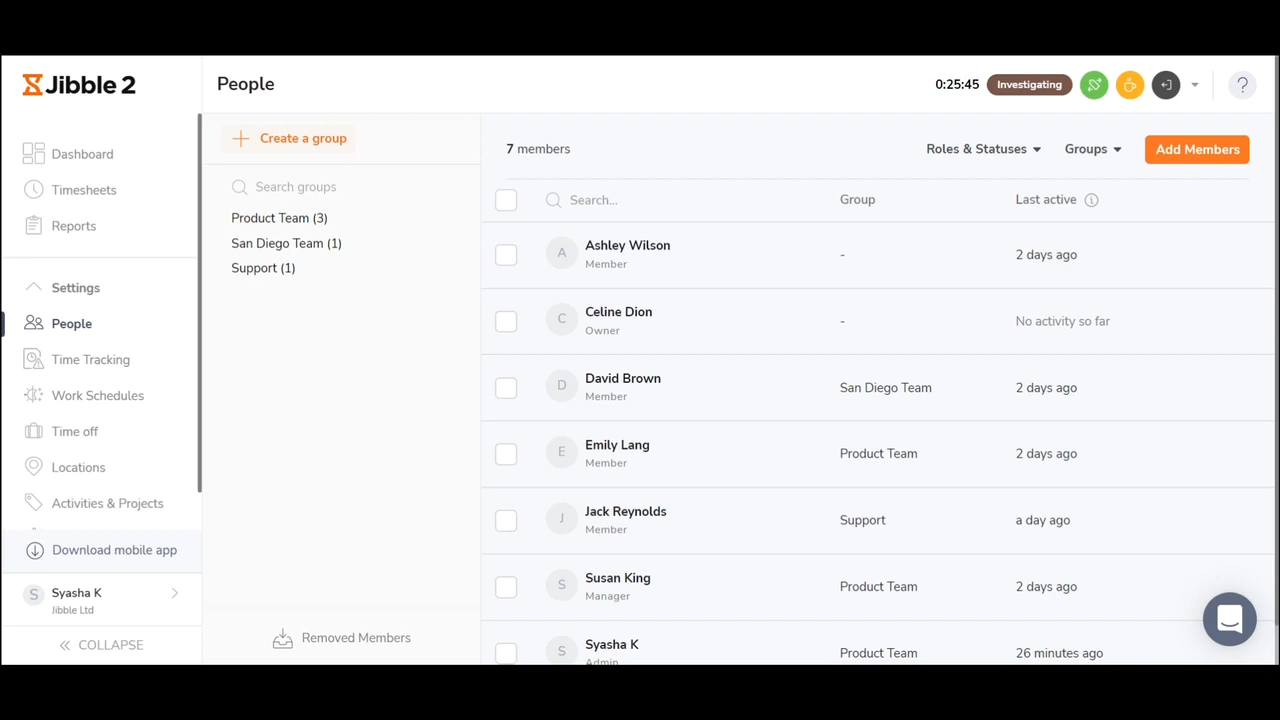 Jibble 2
People
0:25:45
Investigating
?
Dashboard
Timesheets
Reports
Settings
People
Time Tracking
Work Schedules
Time off
Locations
Activities & Projects
Download mobile app
S
Syasha K
Jibble Ltd
COLLAPSE
Create a group
Search groups
Product Team (3)
San Diego Team (1)
Support (1)
Removed Members
7 members
Roles & Statuses
Groups
Add Members
Search...
Group
Last active
A
Ashley Wilson
Member
-
2 days ago
C
Celine Dion
Owner
-
No activity so far
D
David Brown
Member
San Diego Team
2 days ago
E
Emily Lang
Member
Product Team
2 days ago
J
Jack Reynolds
Member
Support
a day ago
S
Susan King
Manager
Product Team
2 days ago
S
Syasha K
Admin
Product Team
26 minutes ago